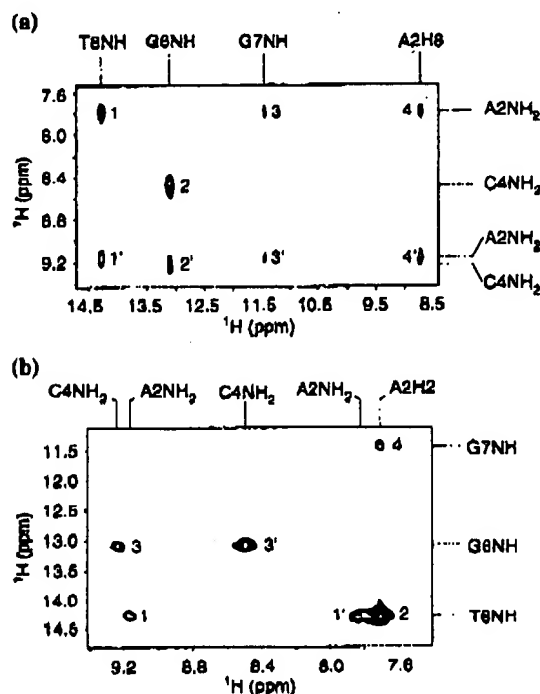 (a)
T8NH G6NH G7NH A2H8
7.6
8.0
8.4
8.8
9.2
¹H (ppm)
1 3 4
2
1' 2' 3' 4'
A2NH₂
C4NH₂
A2NH₂
C4NH₂
14.5 13.5 12.5 11.5 10.5 9.5 8.5
¹H (ppm)
(b)
C4NH₂ A2NH₂ C4NH₂ A2NH₂ A2H2
11.5
12.0
12.5
13.0
13.5
14.0
14.5
¹H (ppm)
4
3 3'
1 1' 2
G7NH
G6NH
T8NH
9.2 8.8 8.4 8.0 7.6
¹H (ppm)